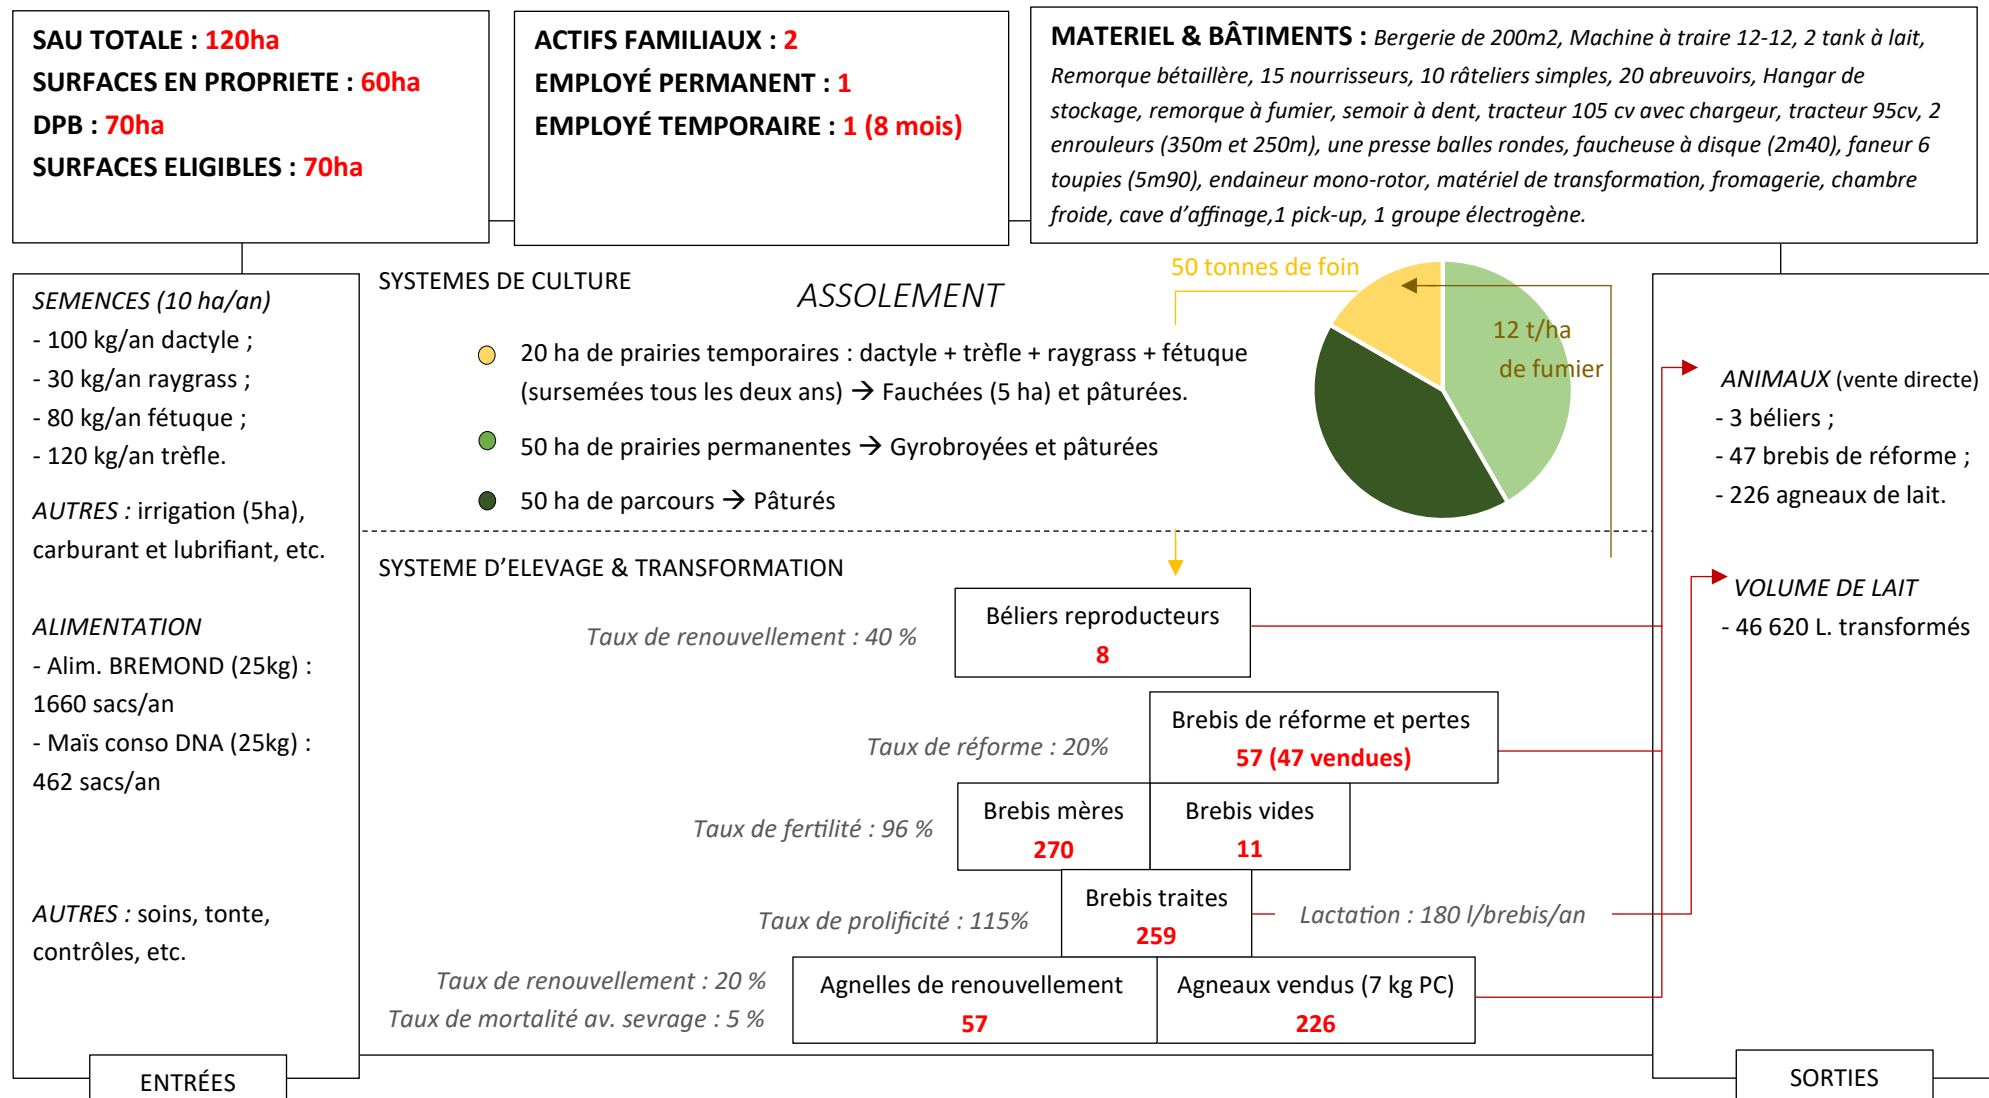 SAU TOTALE : 120ha
SURFACES EN PROPRIETE : 60ha
DPB : 70ha
SURFACES ELIGIBLES : 70ha
ACTIFS FAMILIAUX : 2
EMPLOYÉ PERMANENT : 1
EMPLOYÉ TEMPORAIRE : 1 (8 mois)
MATERIEL & BÂTIMENTS : Bergerie de 200m2, Machine à traire 12-12, 2 tank à lait,
Remorque bétaillère, 15 nourrisseurs, 10 râteliers simples, 20 abreuvoirs, Hangar de
stockage, remorque à fumier, semoir à dent, tracteur 105 cv avec chargeur, tracteur 95cv, 2
enrouleurs (350m et 250m), une presse balles rondes, faucheuse à disque (2m40), faneur 6
toupies (5m90), endaineur mono-rotor, matériel de transformation, fromagerie, chambre
froide, cave d'affinage,1 pick-up, 1 groupe électrogène.
SEMENCES (10 ha/an)
- 100 kg/an dactyle ;
- 30 kg/an raygrass ;
- 80 kg/an fétuque ;
- 120 kg/an trèfle.
AUTRES : irrigation (5ha),
carburant et lubrifiant, etc.
ALIMENTATION
- Alim. BREMOND (25kg) :
1660 sacs/an
- Maïs conso DNA (25kg) :
462 sacs/an
AUTRES : soins, tonte,
contrôles, etc.
ENTRÉES
SYSTEMES DE CULTURE
ASSOLEMENT
50 tonnes de foin
12 t/ha
de fumier
20 ha de prairies temporaires : dactyle + trèfle + raygrass + fétuque
(sursemées tous les deux ans) → Fauchées (5 ha) et pâturées.
50 ha de prairies permanentes → Gyrobroyées et pâturées
50 ha de parcours → Pâturés
SYSTEME D'ELEVAGE & TRANSFORMATION
Taux de renouvellement : 40 %
Béliers reproducteurs
8
Taux de réforme : 20%
Brebis de réforme et pertes
57 (47 vendues)
Taux de fertilité : 96 %
Brebis mères
270
Brebis vides
11
Taux de prolificité : 115%
Brebis traites
259
Lactation : 180 l/brebis/an
Taux de renouvellement : 20 %
Taux de mortalité av. sevrage : 5 %
Agnelles de renouvellement
57
Agneaux vendus (7 kg PC)
226
ANIMAUX (vente directe)
- 3 béliers ;
- 47 brebis de réforme ;
- 226 agneaux de lait.
VOLUME DE LAIT
- 46 620 L. transformés
SORTIES